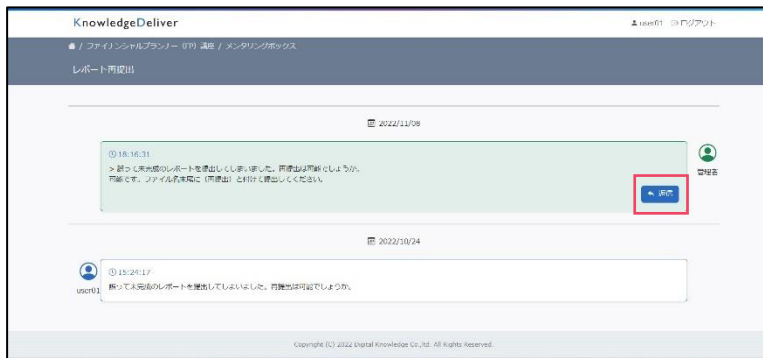 KnowledgeDeliver
user01 ログアウト
/ ファイナンシャルプランナー（FP）講座 / メンタリングボックス
レポート再提出
2022/11/08
18:16:31
> 誤って未完成のレポートを提出してしまいました。再提出は可能でしょうか。
可能です。ファイル名末尾に（再提出）と付けて提出してください。
管理者
返信
2022/10/24
15:24:17
誤って未完成のレポートを提出してしまいました。再提出は可能でしょうか。
user01
Copyright (C) 2022 Digital Knowledge Co.,ltd. All Rights Reserved.